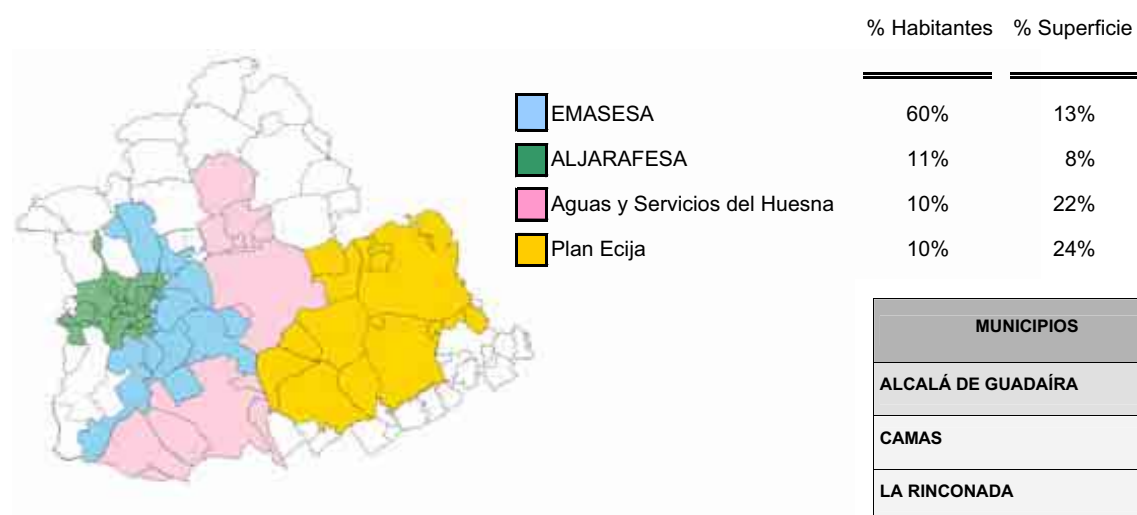 % Habitantes % Superficie
EMASESA 60% 13%
ALJARAFESA 11% 8%
Aguas y Servicios del Huesna 10% 22%
Plan Ecija 10% 24%
MUNICIPIOS
ALCALÁ DE GUADAÍRA
CAMAS
LA RINCONADA